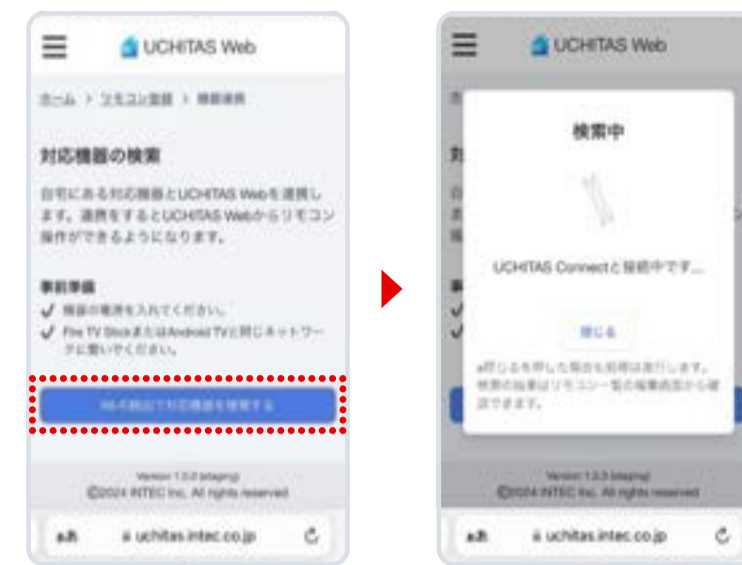 UCHITAS Web
ホーム > リモコン登録 > 機器連携
対応機器の検索
自宅にある対応機器とUCHITAS Webを連携し
ます。連携をするとUCHITAS Webからリモコン
操作ができるようになります。
事前準備
✓ 機器の電源を入れてください。
✓ Fire TV StickまたはAndroid TVと同じネットワー
クに繋いでください。
Wi-Fi経由で対応機器を検索する
Version 1.3.0 (staging)
©2024 INTEC Inc. All rights reserved
ぁあ uchitas.intec.co.jp
UCHITAS Web
検索中
UCHITAS Connectと接続中です...
閉じる
※閉じるを押した場合も処理は進行します。
検索の結果はリモコン一覧の編集画面から確
認できます。
©2024 INTEC Inc. All rights reserved
ぁあ uchitas.intec.co.jp